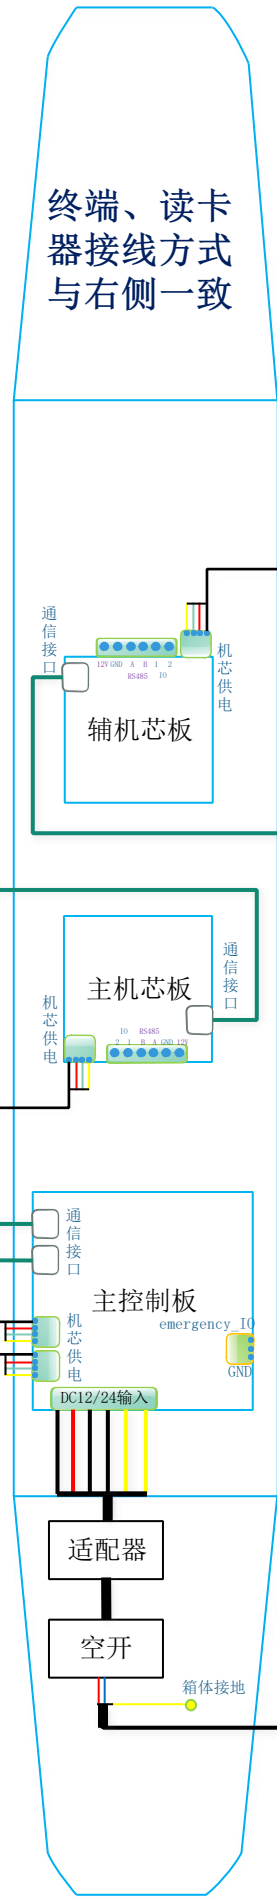 终端、读卡
器接线方式
与右侧一致
通信接口
12V GND A B 1 2
RS485 IO
机芯供电
辅机芯板
主机芯板
通信接口
机芯供电
IO RS485
2 1 B A GND 12V
通信接口
主控制板
机芯供电
emergency_IO
GND
DC12/24输入
适配器
空开
箱体接地